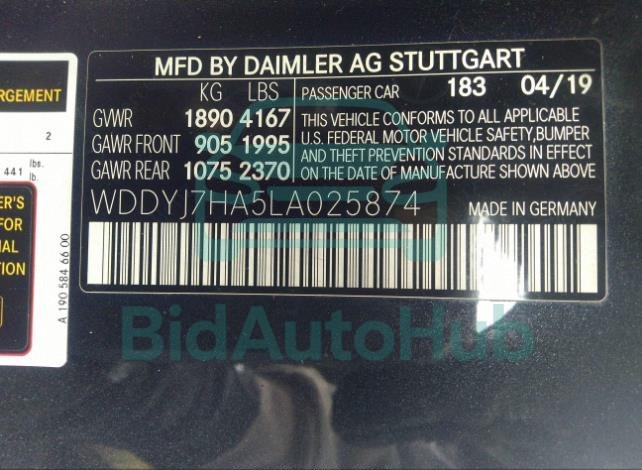 MFD BY DAIMLER AG STUTTGART
KG LBS
GVWR 1890 4167
GAWR FRONT 905 1995
GAWR REAR 1075 2370
PASSENGER CAR 183 04/19
THIS VEHICLE CONFORMS TO ALL APPLICABLE
U.S. FEDERAL MOTOR VEHICLE SAFETY,BUMPER
AND THEFT PREVENTION STANDARDS IN EFFECT
ON THE DATE OF MANUFACTURE SHOWN ABOVE
WDDYJ7HA5LA025874 MADE IN GERMANY
RGEMENT
2
441 lbs.
lb.
ER'S
FOR
AL
TION
A 190 584 66 00
BidAutoHub